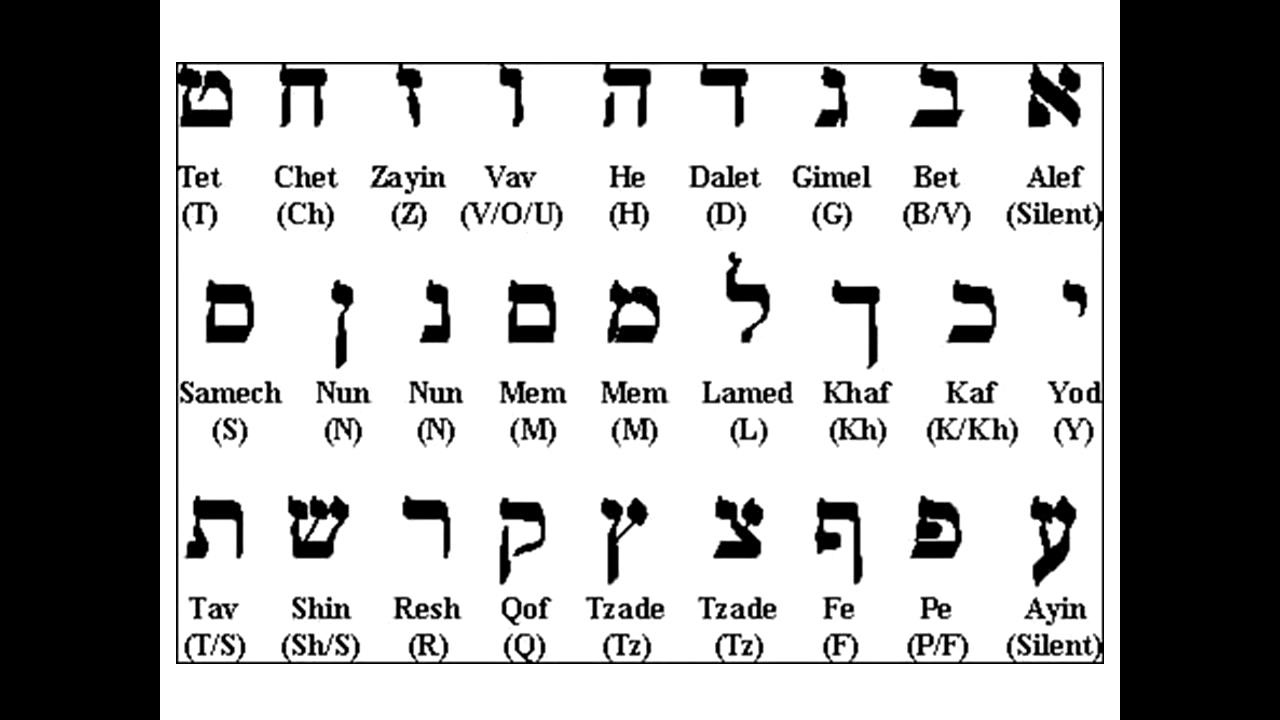 א ב ג ד ה ו ז ח ט
Alef Bet Gimel Dalet He Vav Zayin Chet Tet
(Silent) (B/V) (G) (D) (H) (V/O/U) (Z) (Ch) (T)
י כ ך ל מ ם נ ן ס
Yod Kaf Khaf Lamed Mem Mem Nun Nun Samech
(Y) (K/Kh) (Kh) (L) (M) (M) (N) (N) (S)
ע פ ף צ ץ ק ר ש ת
Ayin Pe Fe Tzade Tzade Qof Resh Shin Tav
(Silent) (P/F) (F) (Tz) (Tz) (Q) (R) (Sh/S) (T/S)